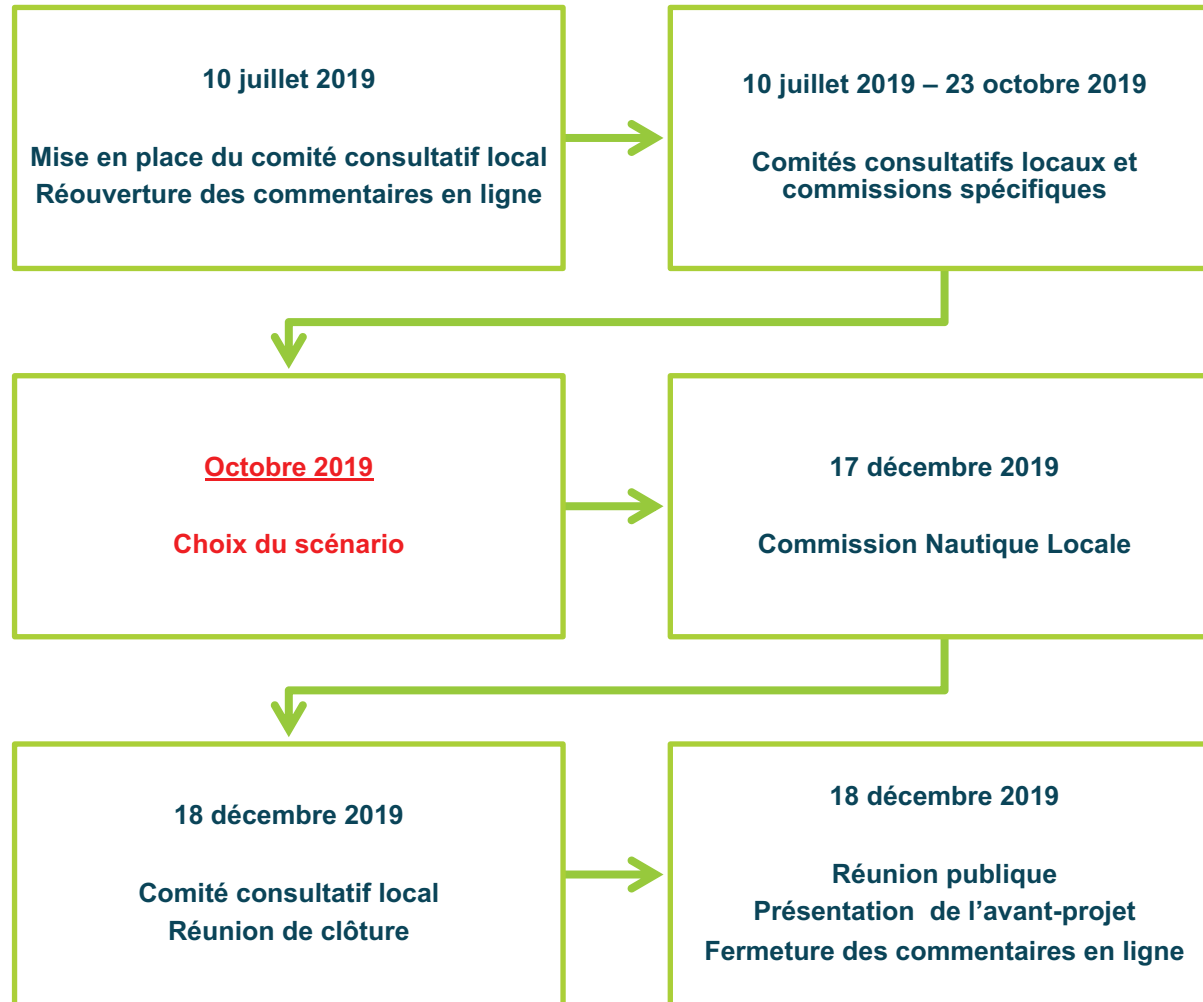 10 juillet 2019
Mise en place du comité consultatif local
Réouverture des commentaires en ligne
10 juillet 2019 – 23 octobre 2019
Comités consultatifs locaux et
commissions spécifiques
Octobre 2019
Choix du scénario
17 décembre 2019
Commission Nautique Locale
18 décembre 2019
Comité consultatif local
Réunion de clôture
18 décembre 2019
Réunion publique
Présentation de l’avant-projet
Fermeture des commentaires en ligne